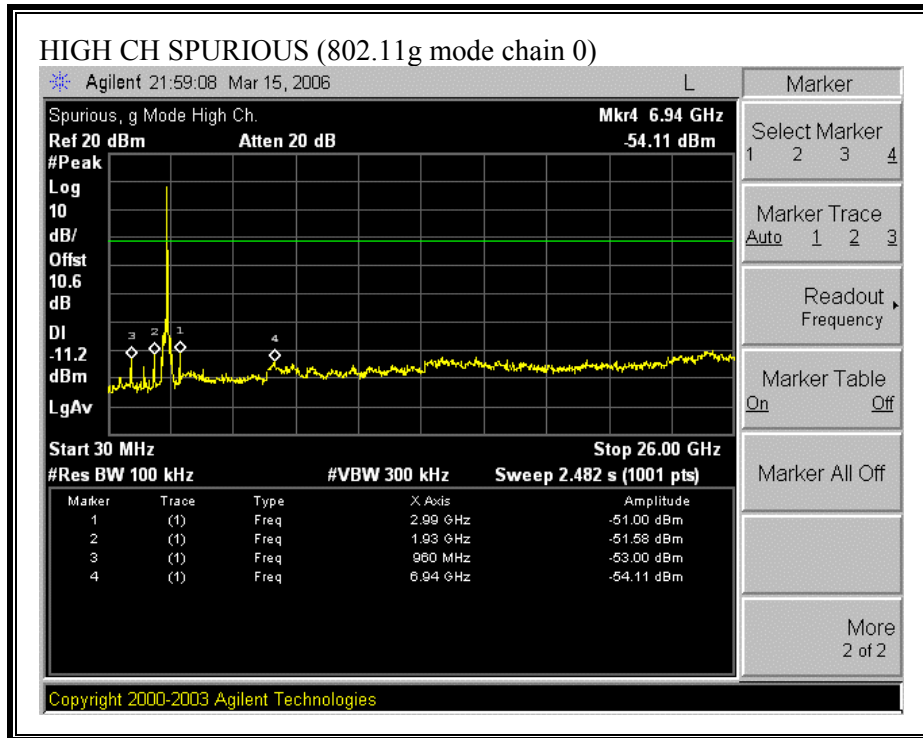 HIGH CH SPURIOUS (802.11g mode chain 0)
Agilent 21:59:08 Mar 15, 2006 L
Marker
Spurious, g Mode High Ch. Mkr4 6.94 GHz
Ref 20 dBm Atten 20 dB -54.11 dBm
#Peak
Log
10
dB/
Offst
10.6
dB
DI
-11.2
dBm
LgAv
3 2 1 4
Start 30 MHz Stop 26.00 GHz
#Res BW 100 kHz #VBW 300 kHz Sweep 2.482 s (1001 pts)
Marker Trace Type X Axis Amplitude
1 (1) Freq 2.99 GHz -51.00 dBm
2 (1) Freq 1.93 GHz -51.58 dBm
3 (1) Freq 960 MHz -53.00 dBm
4 (1) Freq 6.94 GHz -54.11 dBm
Select Marker
1 2 3 4
Marker Trace
Auto 1 2 3
Readout
Frequency
Marker Table
On Off
Marker All Off
More
2 of 2
Copyright 2000-2003 Agilent Technologies